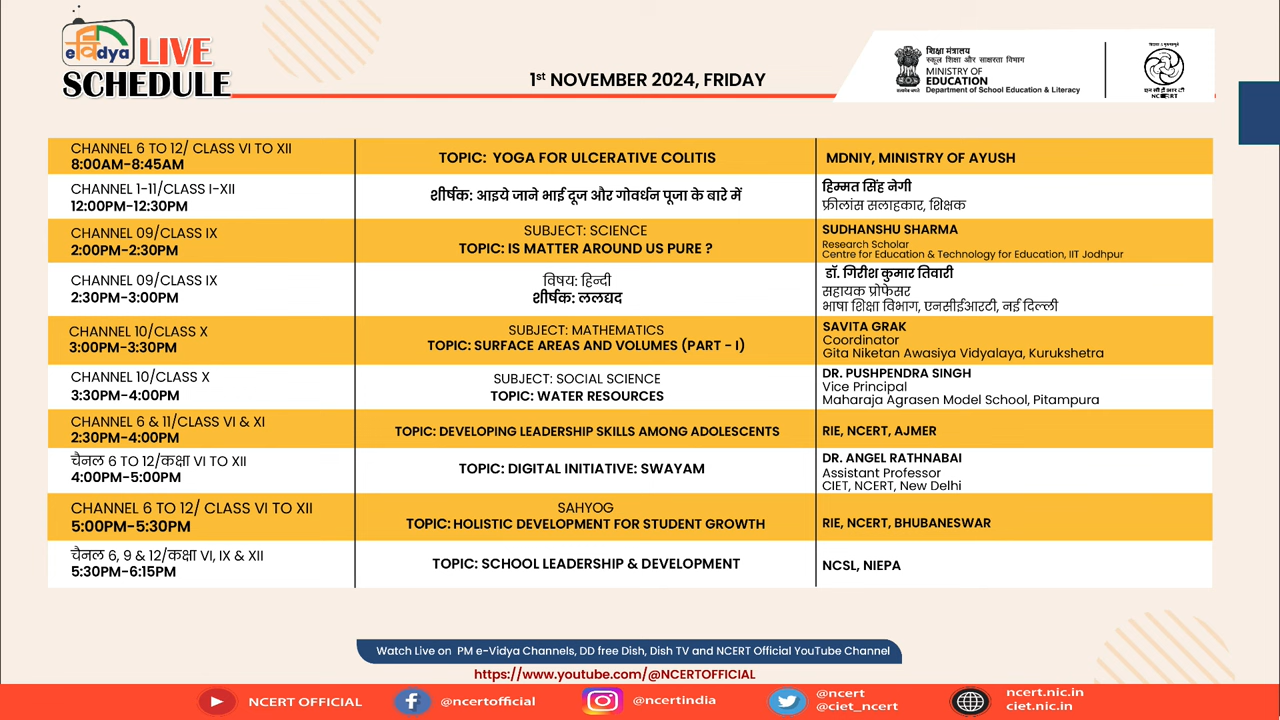 eविdya LIVE
SCHEDULE
1st NOVEMBER 2024, FRIDAY
शिक्षा मंत्रालय
स्कूल शिक्षा और साक्षरता विभाग
MINISTRY OF
EDUCATION
Department of School Education & Literacy
सत्यमेव जयते
एन सी ई आर टी
NCERT
CHANNEL 6 TO 12/ CLASS VI TO XII
8:00AM-8:45AM
TOPIC: YOGA FOR ULCERATIVE COLITIS
MDNIY, MINISTRY OF AYUSH
CHANNEL 1-11/CLASS I-XII
12:00PM-12:30PM
शीर्षक: आइये जाने भाई दूज और गोवर्धन पूजा के बारे में
हिम्मत सिंह नेगी
फ्रीलांस सलाहकार, शिक्षक
CHANNEL 09/CLASS IX
2:00PM-2:30PM
SUBJECT: SCIENCE
TOPIC: IS MATTER AROUND US PURE ?
SUDHANSHU SHARMA
Research Scholar
Centre for Education & Technology for Education, IIT Jodhpur
CHANNEL 09/CLASS IX
2:30PM-3:00PM
विषय: हिन्दी
शीर्षक: ललद्यद
डॉ. गिरीश कुमार तिवारी
सहायक प्रोफेसर
भाषा शिक्षा विभाग, एनसीईआरटी, नई दिल्ली
CHANNEL 10/CLASS X
3:00PM-3:30PM
SUBJECT: MATHEMATICS
TOPIC: SURFACE AREAS AND VOLUMES (PART - I)
SAVITA GRAK
Coordinator
Gita Niketan Awasiya Vidyalaya, Kurukshetra
CHANNEL 10/CLASS X
3:30PM-4:00PM
SUBJECT: SOCIAL SCIENCE
TOPIC: WATER RESOURCES
DR. PUSHPENDRA SINGH
Vice Principal
Maharaja Agrasen Model School, Pitampura
CHANNEL 6 & 11/CLASS VI & XI
2:30PM-4:00PM
TOPIC: DEVELOPING LEADERSHIP SKILLS AMONG ADOLESCENTS
RIE, NCERT, AJMER
चैनल 6 TO 12/कक्षा VI TO XII
4:00PM-5:00PM
TOPIC: DIGITAL INITIATIVE: SWAYAM
DR. ANGEL RATHNABAI
Assistant Professor
CIET, NCERT, New Delhi
CHANNEL 6 TO 12/ CLASS VI TO XII
5:00PM-5:30PM
SAHYOG
TOPIC: HOLISTIC DEVELOPMENT FOR STUDENT GROWTH
RIE, NCERT, BHUBANESWAR
चैनल 6, 9 & 12/कक्षा VI, IX & XII
5:30PM-6:15PM
TOPIC: SCHOOL LEADERSHIP & DEVELOPMENT
NCSL, NIEPA
Watch Live on PM e-Vidya Channels, DD free Dish, Dish TV and NCERT Official YouTube Channel
https://www.youtube.com/@NCERTOFFICIAL
NCERT OFFICIAL
@ncertofficial
@ncertindia
@ncert
@ciet_ncert
ncert.nic.in
ciet.nic.in